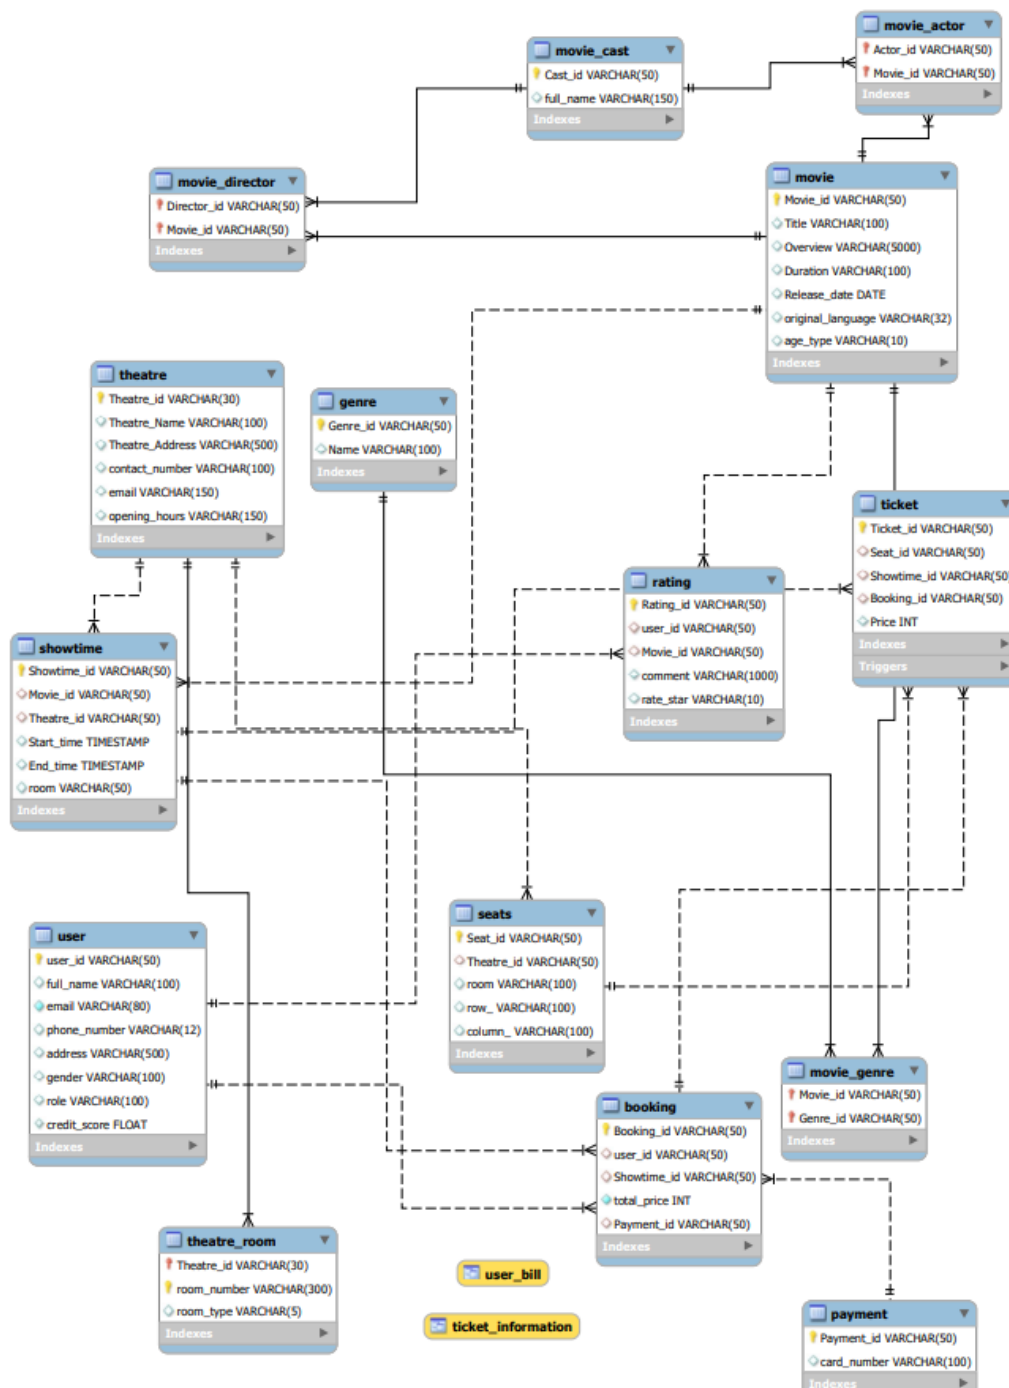 movie_actor
Actor_id VARCHAR(50)
Movie_id VARCHAR(50)
Indexes
movie_cast
Cast_id VARCHAR(50)
full_name VARCHAR(150)
Indexes
movie_director
Director_id VARCHAR(50)
Movie_id VARCHAR(50)
Indexes
movie
Movie_id VARCHAR(50)
Title VARCHAR(100)
Overview VARCHAR(5000)
Duration VARCHAR(100)
Release_date DATE
original_language VARCHAR(32)
age_type VARCHAR(10)
Indexes
theatre
Theatre_id VARCHAR(30)
Theatre_Name VARCHAR(100)
Theatre_Address VARCHAR(500)
contact_number VARCHAR(100)
email VARCHAR(150)
opening_hours VARCHAR(150)
Indexes
genre
Genre_id VARCHAR(50)
Name VARCHAR(100)
Indexes
ticket
Ticket_id VARCHAR(50)
Seat_id VARCHAR(50)
Showtime_id VARCHAR(50)
Booking_id VARCHAR(50)
Price INT
Indexes
Triggers
rating
Rating_id VARCHAR(50)
user_id VARCHAR(50)
Movie_id VARCHAR(50)
comment VARCHAR(1000)
rate_star VARCHAR(10)
Indexes
showtime
Showtime_id VARCHAR(50)
Movie_id VARCHAR(50)
Theatre_id VARCHAR(50)
Start_time TIMESTAMP
End_time TIMESTAMP
room VARCHAR(50)
Indexes
seats
Seat_id VARCHAR(50)
Theatre_id VARCHAR(50)
room VARCHAR(100)
row_ VARCHAR(100)
column_ VARCHAR(100)
Indexes
user
user_id VARCHAR(50)
full_name VARCHAR(100)
email VARCHAR(80)
phone_number VARCHAR(12)
address VARCHAR(500)
gender VARCHAR(100)
role VARCHAR(100)
credit_score FLOAT
Indexes
movie_genre
Movie_id VARCHAR(50)
Genre_id VARCHAR(50)
Indexes
booking
Booking_id VARCHAR(50)
user_id VARCHAR(50)
Showtime_id VARCHAR(50)
total_price INT
Payment_id VARCHAR(50)
Indexes
theatre_room
Theatre_id VARCHAR(30)
room_number VARCHAR(300)
room_type VARCHAR(5)
Indexes
user_bill
ticket_information
payment
Payment_id VARCHAR(50)
card_number VARCHAR(100)
Indexes